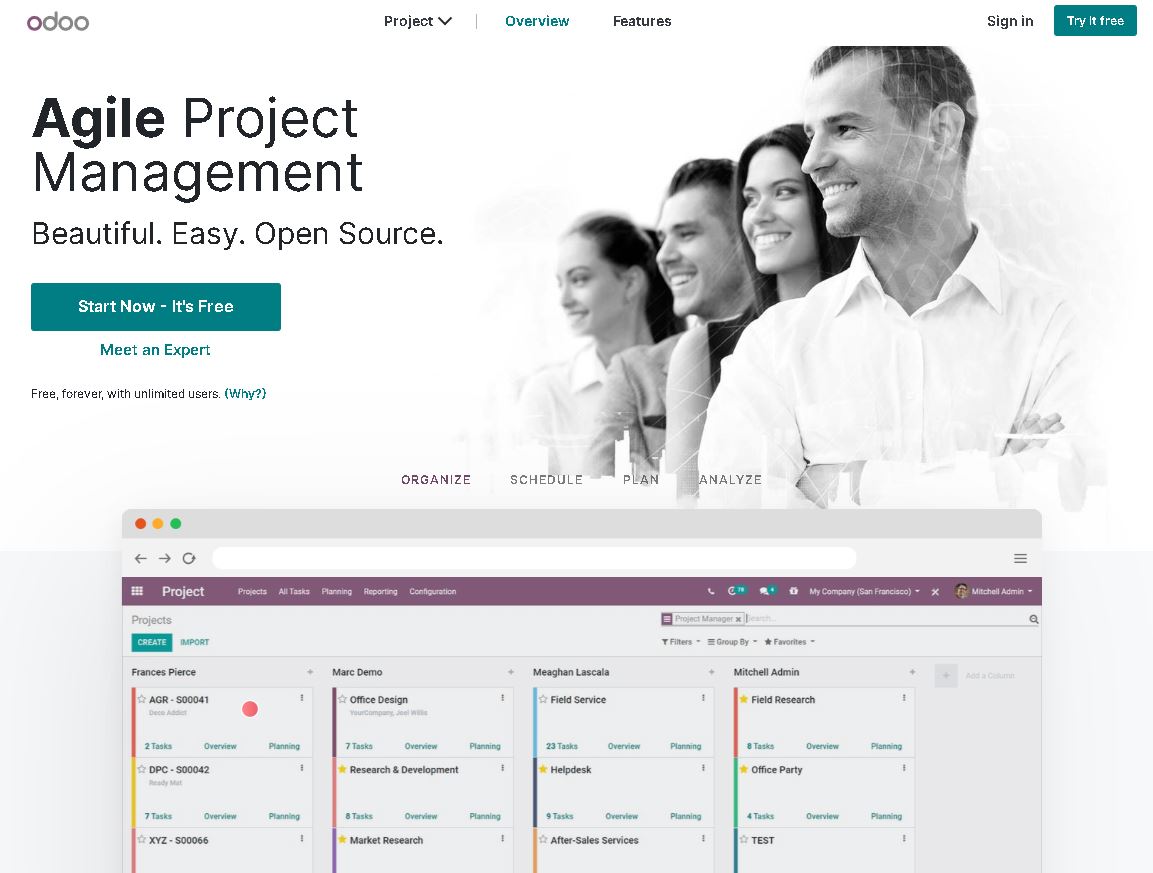 odoo
Project
Overview
Features
Sign in
Try it free
Agile Project
Management
Beautiful. Easy. Open Source.
Start Now - It's Free
Meet an Expert
Free, forever, with unlimited users. (Why?)
ORGANIZE
SCHEDULE
PLAN
ANALYZE
Project
Projects
All Tasks
Planning
Reporting
Configuration
My Company (San Francisco)
Mitchell Admin
Projects
Project Manager
Search...
CREATE
IMPORT
Filters
Group By
Favorites
Frances Pierce
Marc Demo
Meaghan Lascala
Mitchell Admin
Add a Column
AGR - S00041
Deco Addict
2 Tasks Overview Planning
Office Design
YourCompany, Joel Willis
7 Tasks Overview Planning
Field Service
23 Tasks Overview Planning
Field Research
8 Tasks Overview Planning
DPC - S00042
Ready Mat
7 Tasks Overview Planning
Research & Development
8 Tasks Overview Planning
Helpdesk
9 Tasks Overview Planning
Office Party
4 Tasks Overview Planning
XYZ - S00066
Market Research
After-Sales Services
TEST